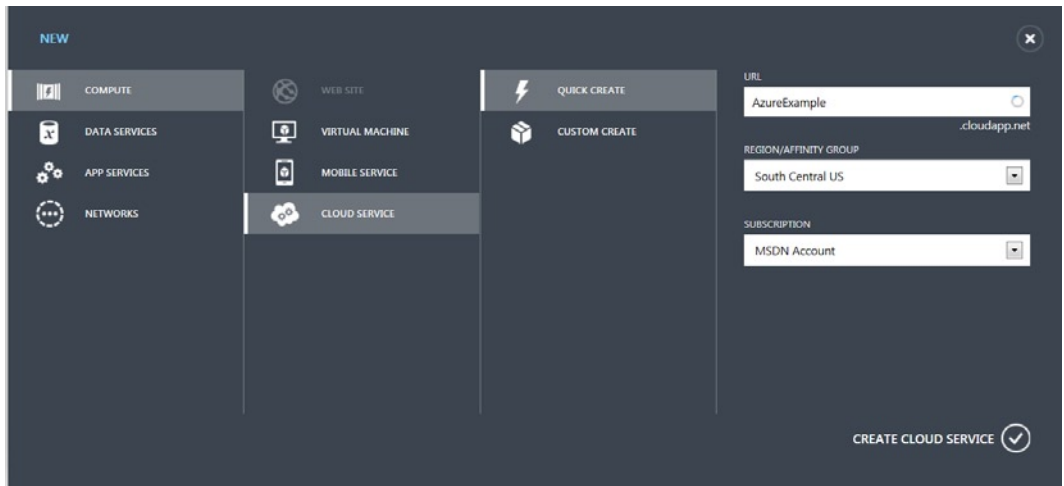 NEW
COMPUTE
DATA SERVICES
APP SERVICES
NETWORKS
WEB SITE
VIRTUAL MACHINE
MOBILE SERVICE
CLOUD SERVICE
QUICK CREATE
CUSTOM CREATE
URL
AzureExample
.cloudapp.net
REGION/AFFINITY GROUP
South Central US
SUBSCRIPTION
MSDN Account
CREATE CLOUD SERVICE